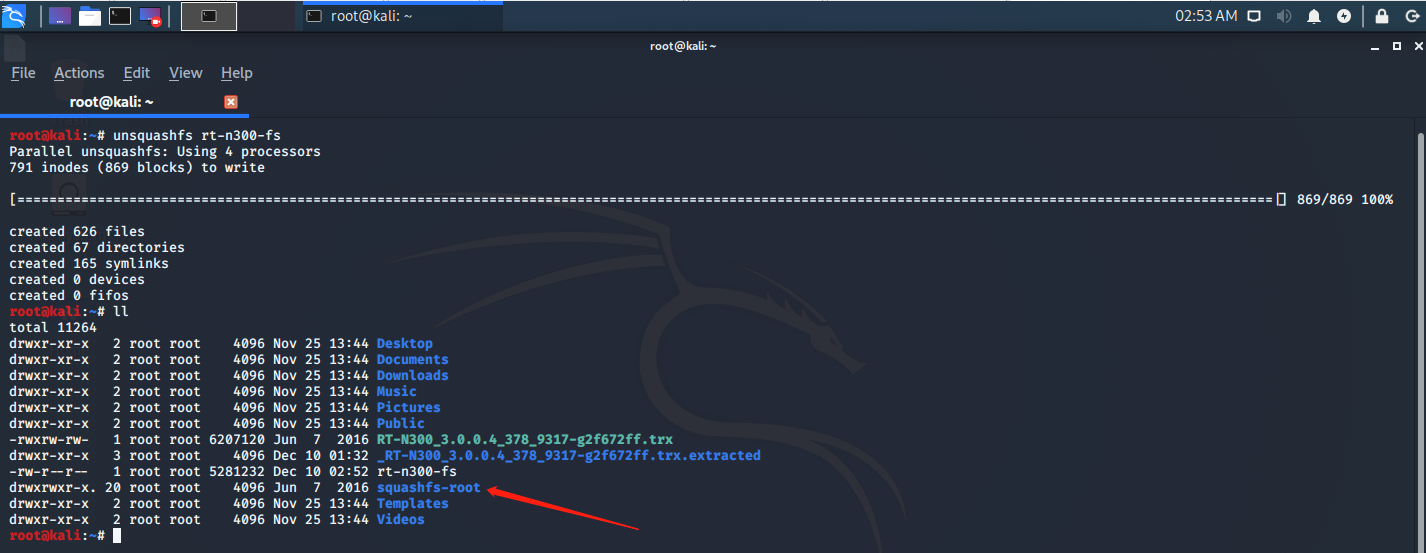 root@kali: ~
02:53 AM
root@kali: ~
File Actions Edit View Help
root@kali: ~
root@kali:~# unsquashfs rt-n300-fs
Parallel unsquashfs: Using 4 processors
791 inodes (869 blocks) to write
[=============================================================================================================================================================|] 869/869 100%
created 626 files
created 67 directories
created 165 symlinks
created 0 devices
created 0 fifos
root@kali:~# ll
total 11264
drwxr-xr-x   2 root root    4096 Nov 25 13:44 Desktop
drwxr-xr-x   2 root root    4096 Nov 25 13:44 Documents
drwxr-xr-x   2 root root    4096 Nov 25 13:44 Downloads
drwxr-xr-x   2 root root    4096 Nov 25 13:44 Music
drwxr-xr-x   2 root root    4096 Nov 25 13:44 Pictures
drwxr-xr-x   2 root root    4096 Nov 25 13:44 Public
-rwxrw-rw-   1 root root 6207120 Jun  7  2016 RT-N300_3.0.0.4_378_9317-g2f672ff.trx
drwxr-xr-x   3 root root    4096 Dec 10 01:32 _RT-N300_3.0.0.4_378_9317-g2f672ff.trx.extracted
-rw-r--r--   1 root root 5281232 Dec 10 02:52 rt-n300-fs
drwxrwxr-x. 20 root root    4096 Jun  7  2016 squashfs-root
drwxr-xr-x   2 root root    4096 Nov 25 13:44 Templates
drwxr-xr-x   2 root root    4096 Nov 25 13:44 Videos
root@kali:~#